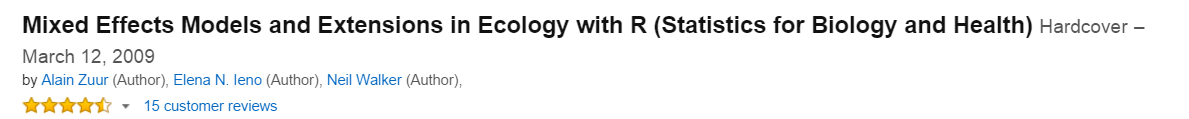 Mixed Effects Models and Extensions in Ecology with R (Statistics for Biology and Health) Hardcover –
March 12, 2009
by Alain Zuur (Author), Elena N. Ieno (Author), Neil Walker (Author),
15 customer reviews